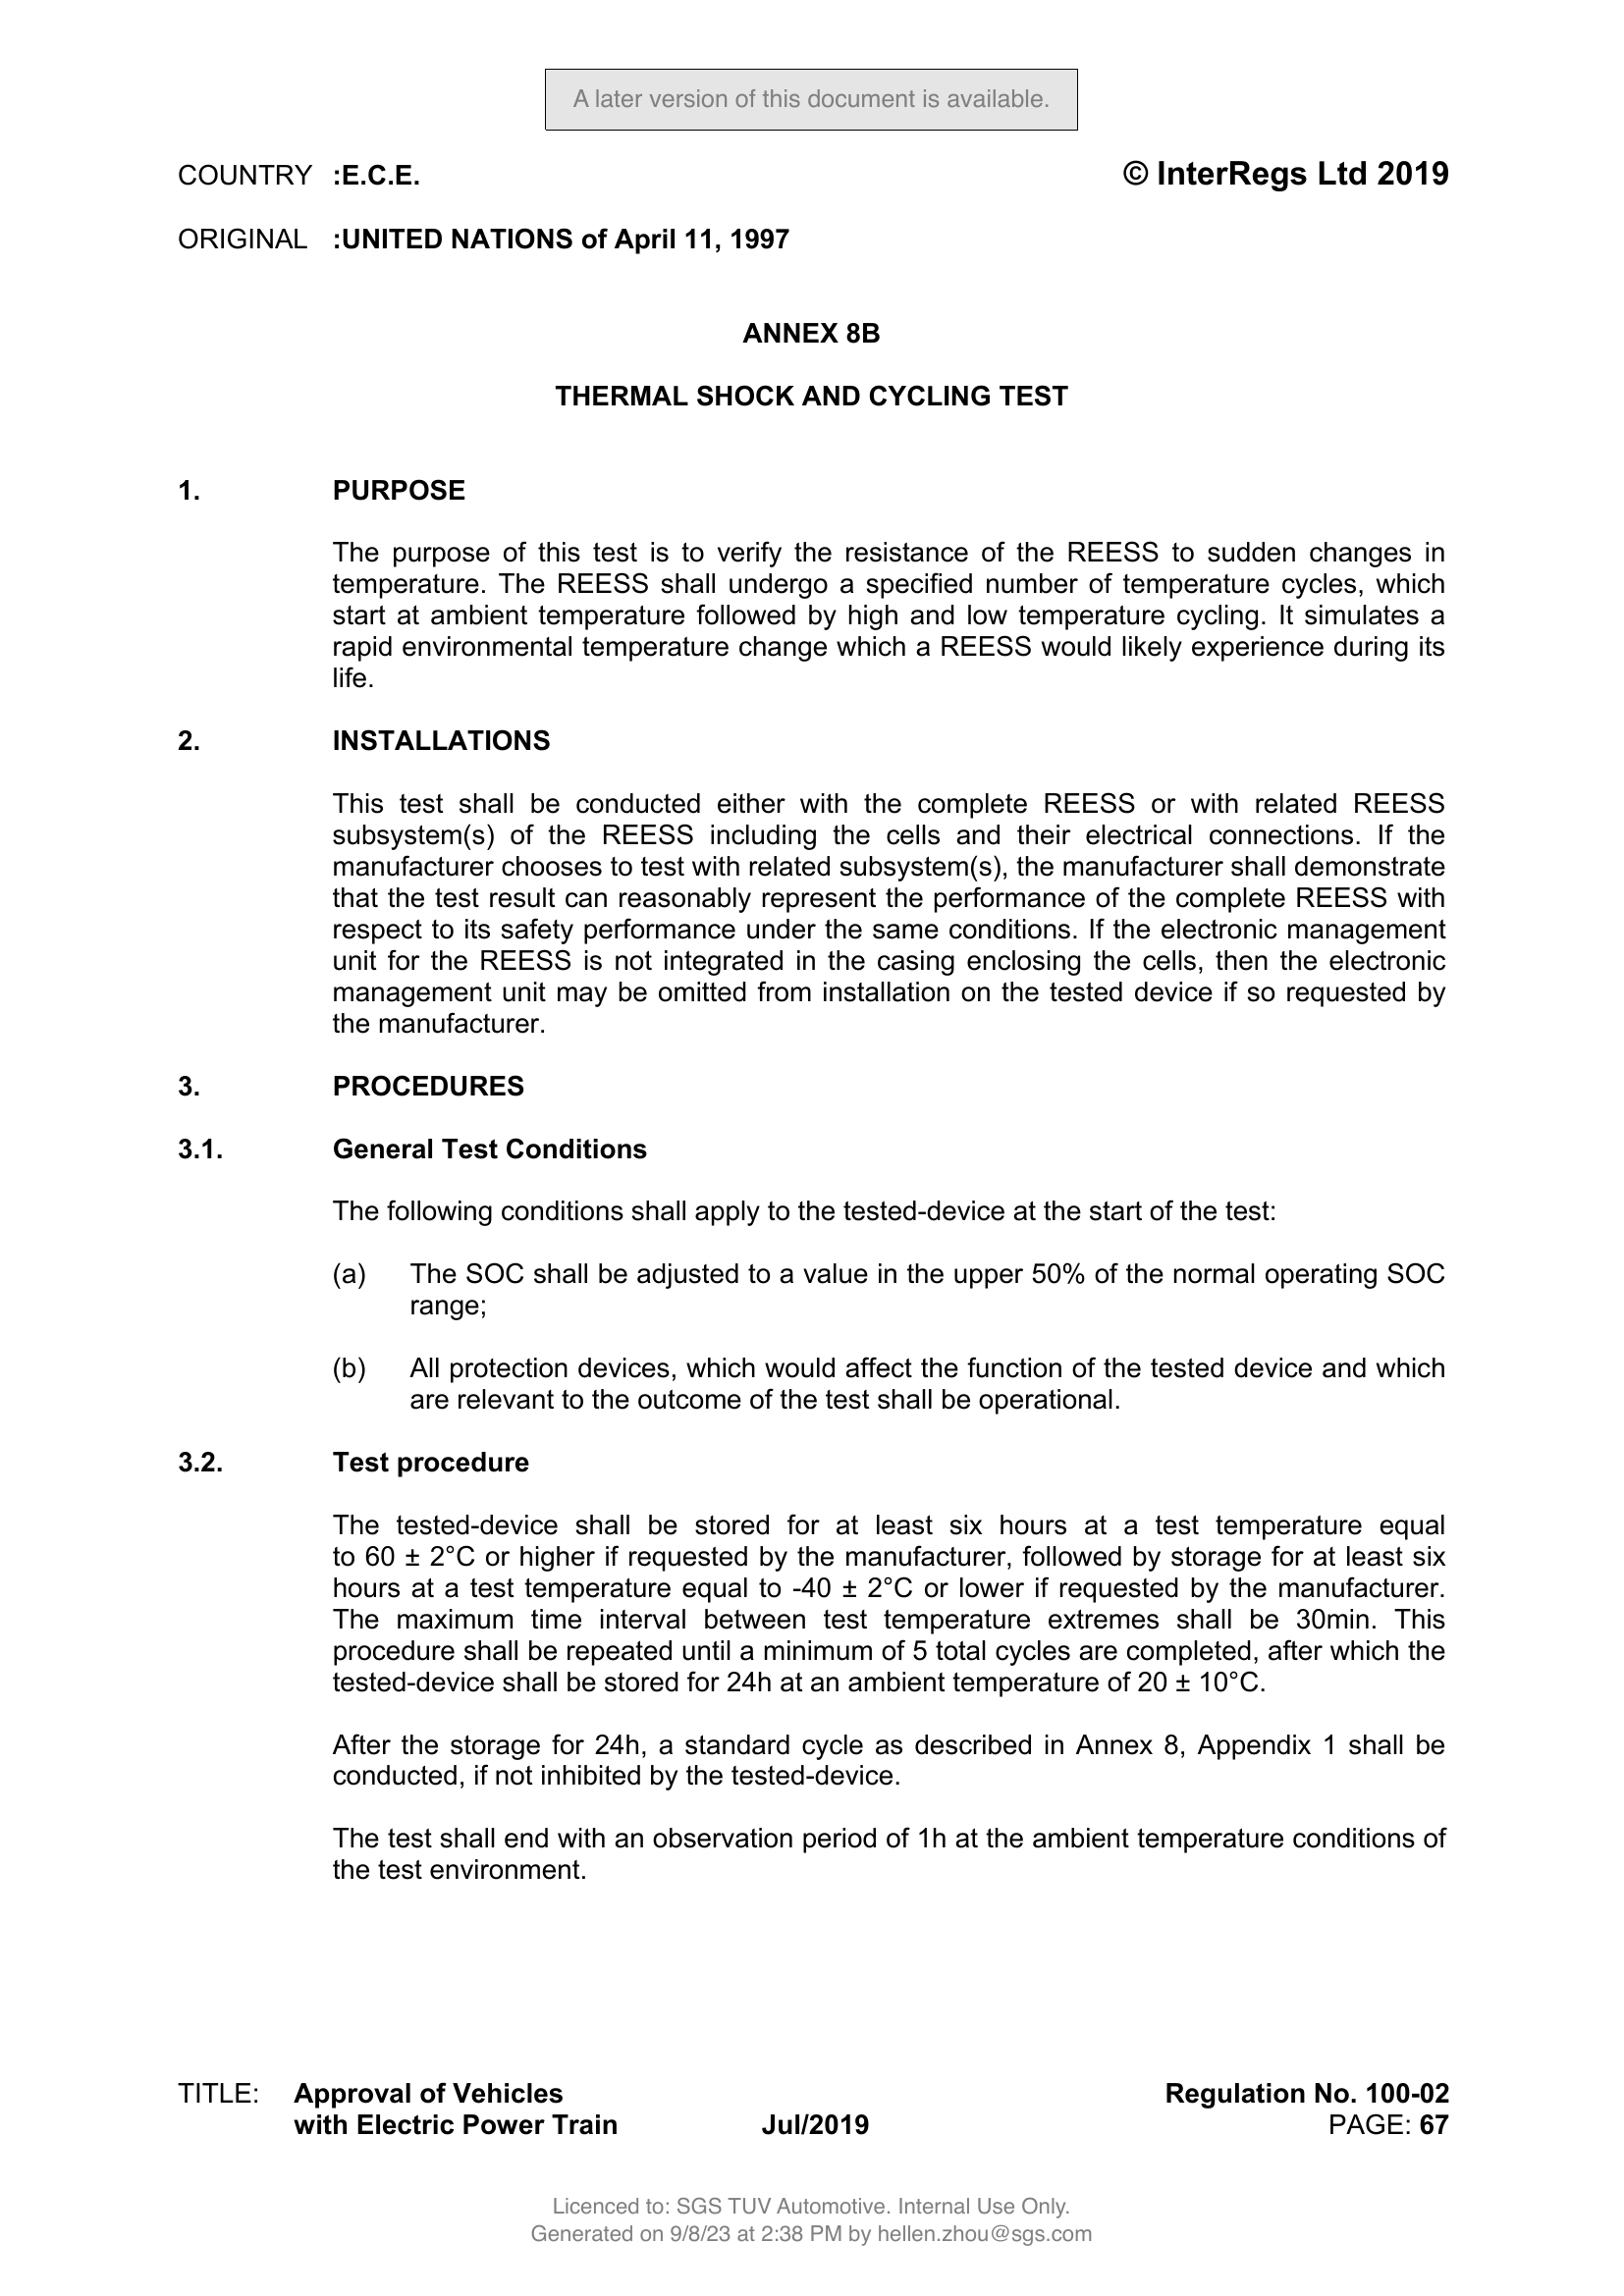 A later version of this document is available.
COUNTRY :E.C.E. © InterRegs Ltd 2019
ORIGINAL :UNITED NATIONS of April 11, 1997
ANNEX 8B
THERMAL SHOCK AND CYCLING TEST
1. PURPOSE
The purpose of this test is to verify the resistance of the REESS to sudden changes in
temperature. The REESS shall undergo a specified number of temperature cycles, which
start at ambient temperature followed by high and low temperature cycling. It simulates a
rapid environmental temperature change which a REESS would likely experience during its
life.
2. INSTALLATIONS
This test shall be conducted either with the complete REESS or with related REESS
subsystem(s) of the REESS including the cells and their electrical connections. If the
manufacturer chooses to test with related subsystem(s), the manufacturer shall demonstrate
that the test result can reasonably represent the performance of the complete REESS with
respect to its safety performance under the same conditions. If the electronic management
unit for the REESS is not integrated in the casing enclosing the cells, then the electronic
management unit may be omitted from installation on the tested device if so requested by
the manufacturer.
3. PROCEDURES
3.1. General Test Conditions
The following conditions shall apply to the tested-device at the start of the test:
(a) The SOC shall be adjusted to a value in the upper 50% of the normal operating SOC
range;
(b) All protection devices, which would affect the function of the tested device and which
are relevant to the outcome of the test shall be operational.
3.2. Test procedure
The tested-device shall be stored for at least six hours at a test temperature equal
to 60 ± 2°C or higher if requested by the manufacturer, followed by storage for at least six
hours at a test temperature equal to -40 ± 2°C or lower if requested by the manufacturer.
The maximum time interval between test temperature extremes shall be 30min. This
procedure shall be repeated until a minimum of 5 total cycles are completed, after which the
tested-device shall be stored for 24h at an ambient temperature of 20 ± 10°C.
After the storage for 24h, a standard cycle as described in Annex 8, Appendix 1 shall be
conducted, if not inhibited by the tested-device.
The test shall end with an observation period of 1h at the ambient temperature conditions of
the test environment.
TITLE: Approval of Vehicles Regulation No. 100-02
with Electric Power Train Jul/2019 PAGE: 67
Licenced to: SGS TUV Automotive. Internal Use Only.
Generated on 9/8/23 at 2:38 PM by hellen.zhou@sgs.com